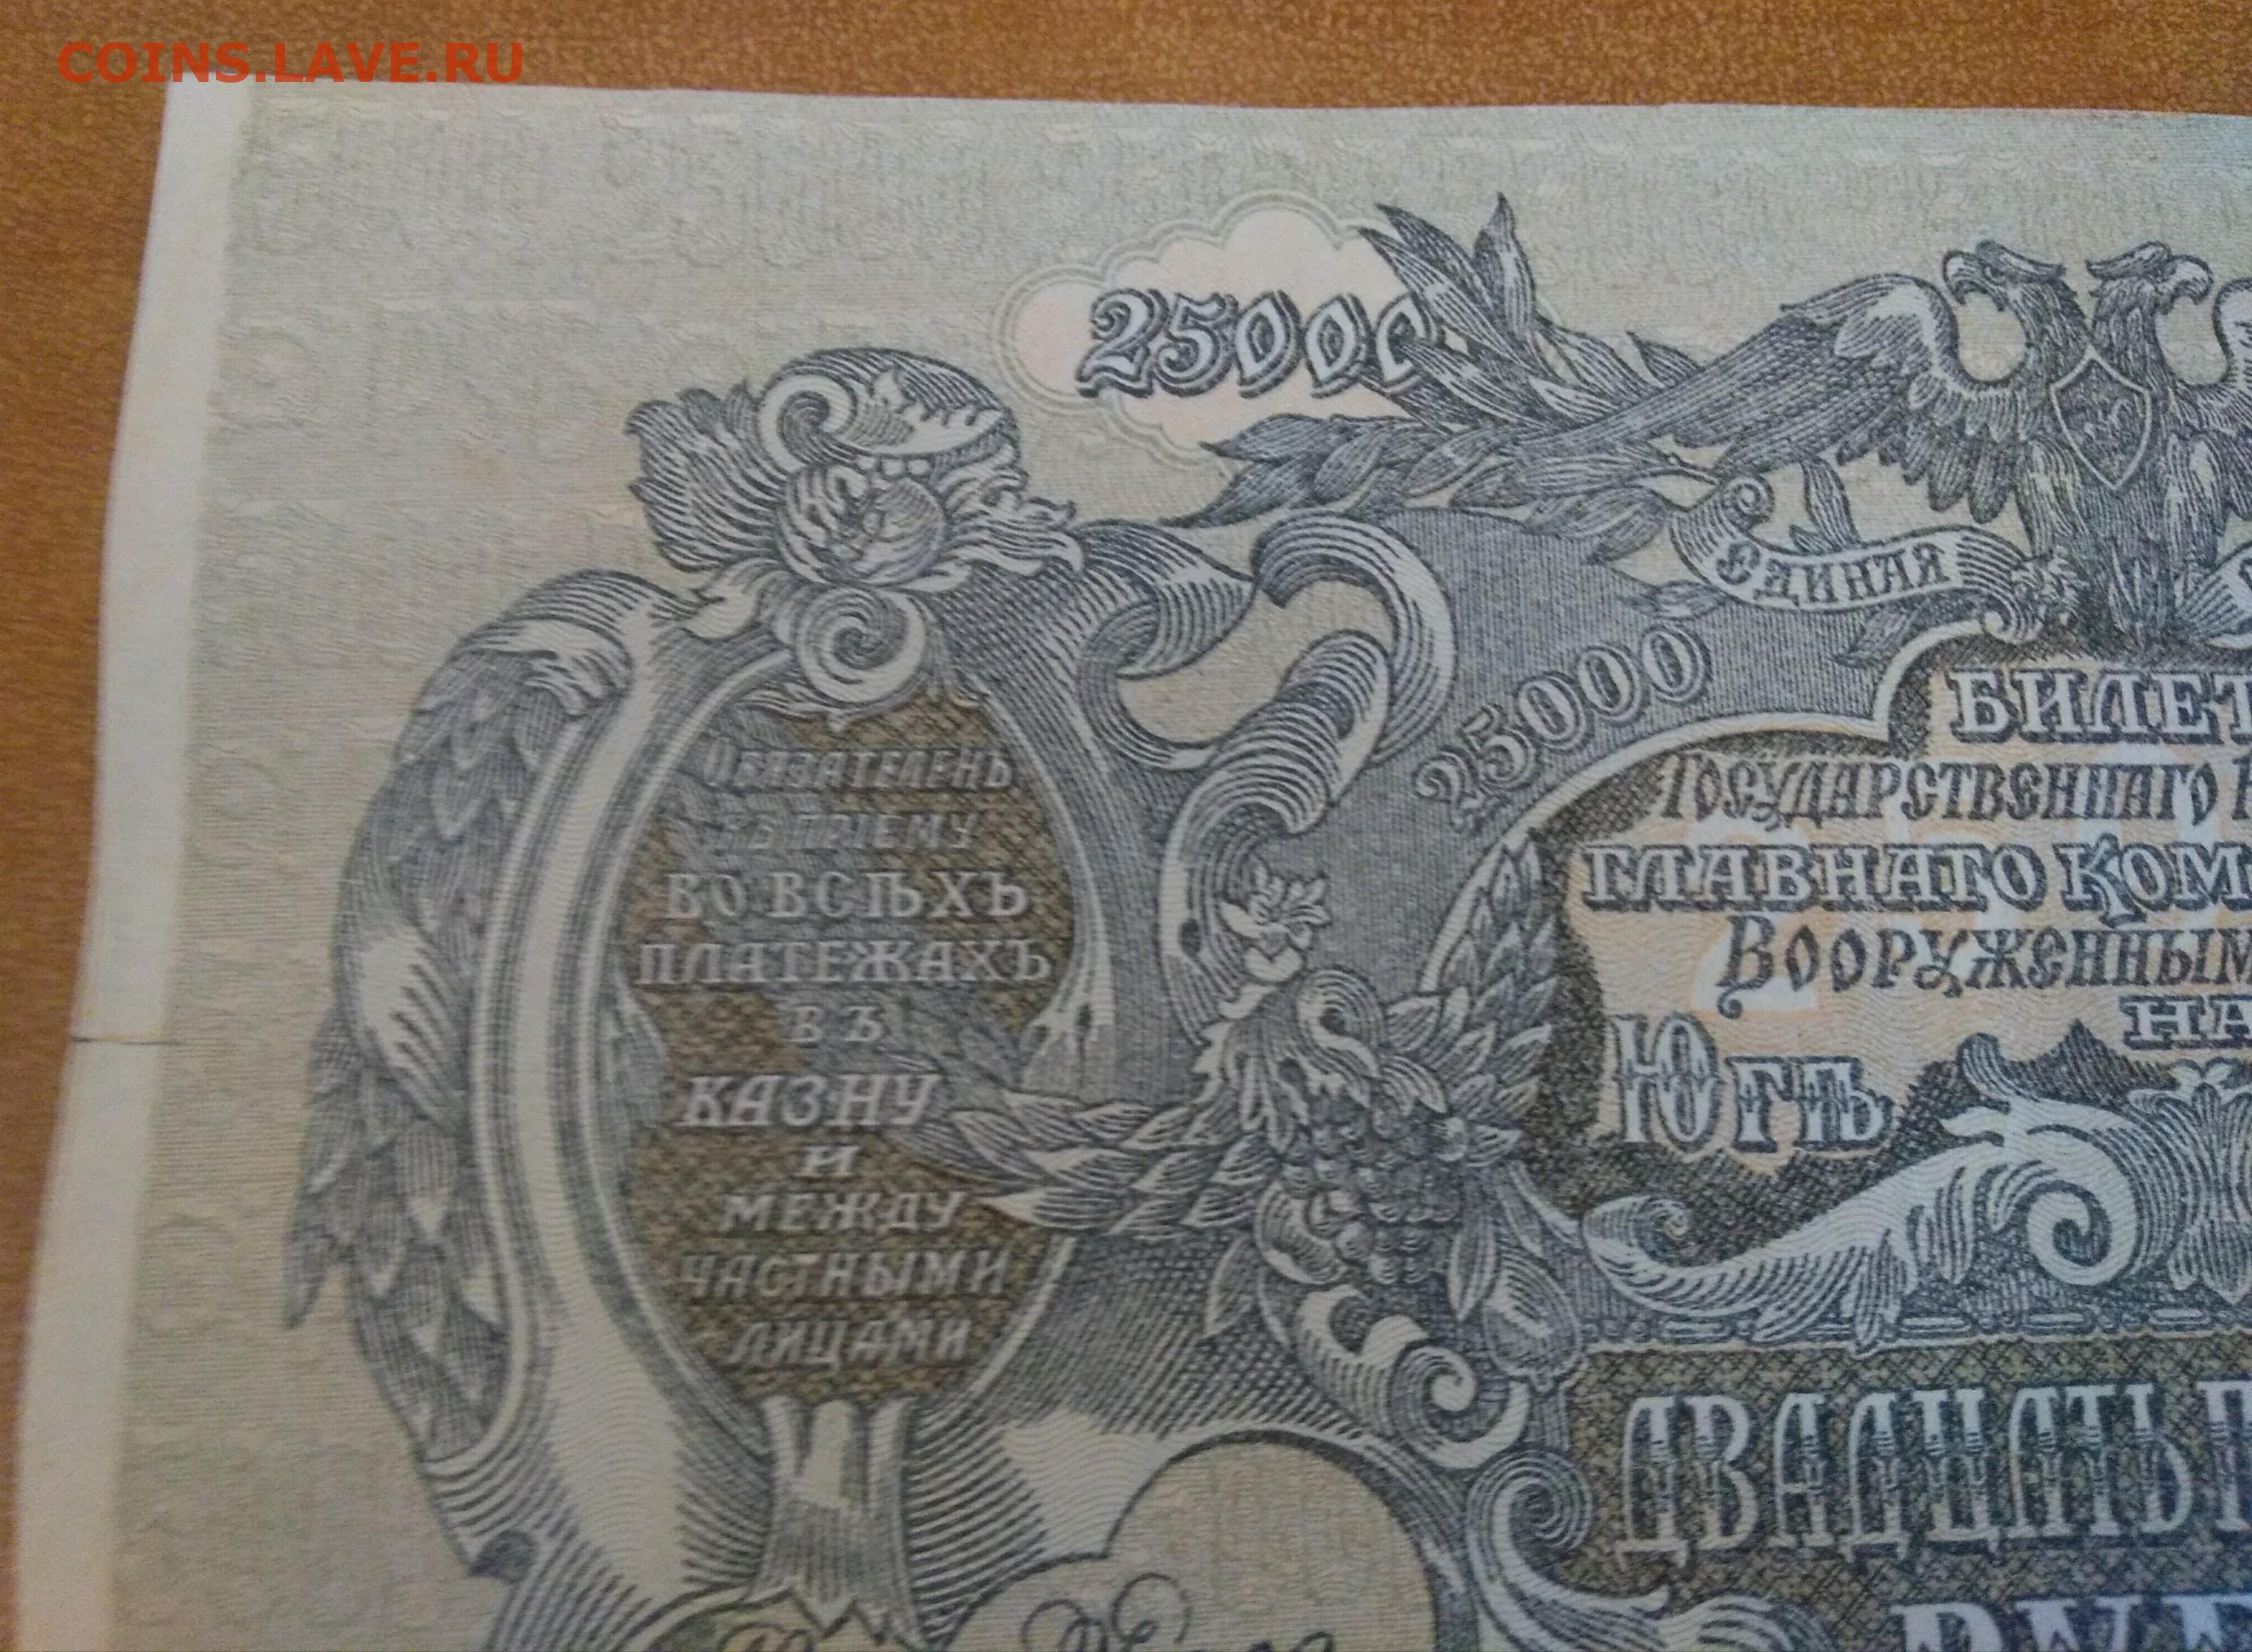 COINS.LAVE.RU
25000
ЕДИНАЯ
25000
БИЛЕТ
ГОСУДАРСТВЕННАГО
ГЛАВНАГО КОМ
ВООРУЖЕННЫМ
НА
ЮГѢ
ОБЯЗАТЕЛЕНЪ
КЪ ПРІЕМУ
ВО ВСѢХЪ
ПЛАТЕЖАХЪ
ВЪ
КАЗНУ
И
МЕЖДУ
ЧАСТНЫМИ
ЛИЦАМИ
ДВАДЦАТЬ П
РУБ